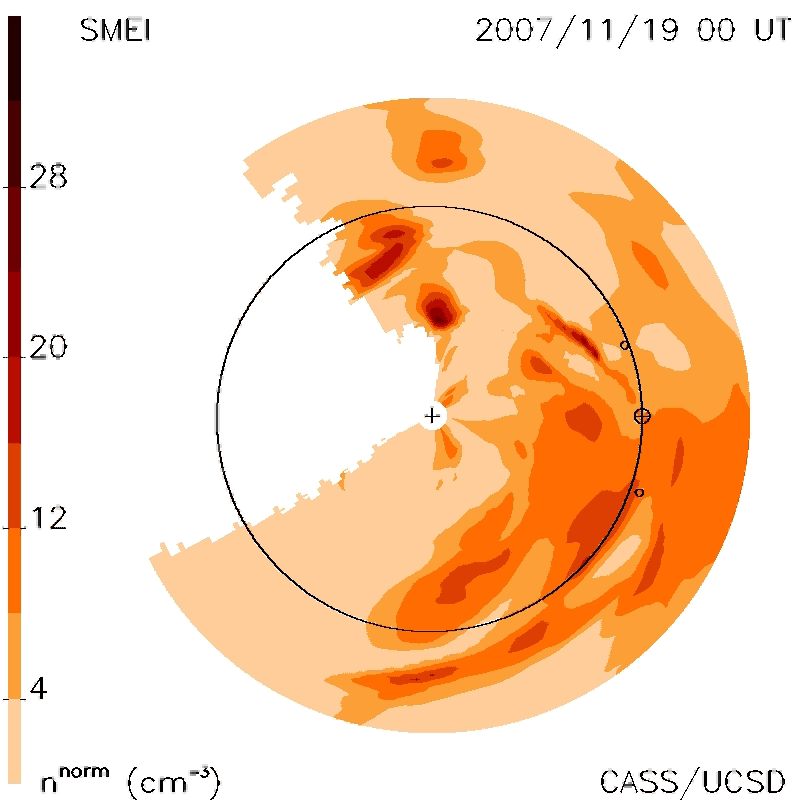 SMEI 2007/11/19 00 UT
28
20
12
4
n^norm (cm^-3) CASS/UCSD